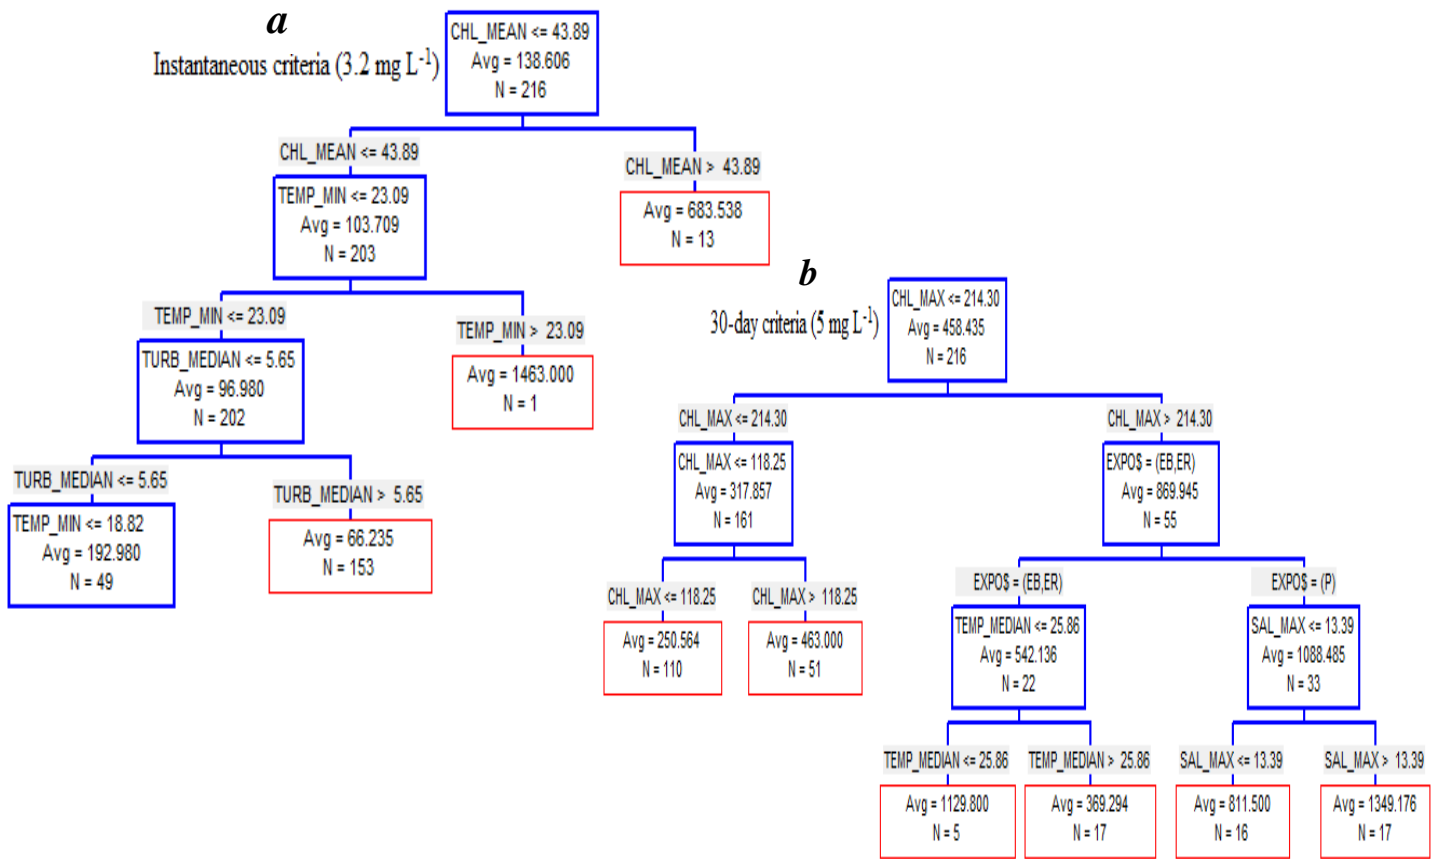 a
Instantaneous criteria (3.2 mg L-1)
CHL_MEAN <= 43.89
Avg = 138.606
N = 216
CHL_MEAN <= 43.89
CHL_MEAN > 43.89
TEMP_MIN <= 23.09
Avg = 103.709
N = 203
Avg = 683.538
N = 13
TEMP_MIN <= 23.09
TEMP_MIN > 23.09
TURB_MEDIAN <= 5.65
Avg = 96.980
N = 202
Avg = 1463.000
N = 1
TURB_MEDIAN <= 5.65
TURB_MEDIAN > 5.65
TEMP_MIN <= 18.82
Avg = 192.980
N = 49
Avg = 66.235
N = 153
b
30-day criteria (5 mg L-1)
CHL_MAX <= 214.30
Avg = 458.435
N = 216
CHL_MAX <= 214.30
CHL_MAX > 214.30
CHL_MAX <= 118.25
Avg = 317.857
N = 161
EXPO$ = (EB,ER)
Avg = 869.945
N = 55
CHL_MAX <= 118.25
CHL_MAX > 118.25
EXPO$ = (EB,ER)
EXPO$ = (P)
Avg = 250.564
N = 110
Avg = 463.000
N = 51
TEMP_MEDIAN <= 25.86
Avg = 542.136
N = 22
SAL_MAX <= 13.39
Avg = 1088.485
N = 33
TEMP_MEDIAN <= 25.86
TEMP_MEDIAN > 25.86
SAL_MAX <= 13.39
SAL_MAX > 13.39
Avg = 1129.800
N = 5
Avg = 369.294
N = 17
Avg = 811.500
N = 16
Avg = 1349.176
N = 17